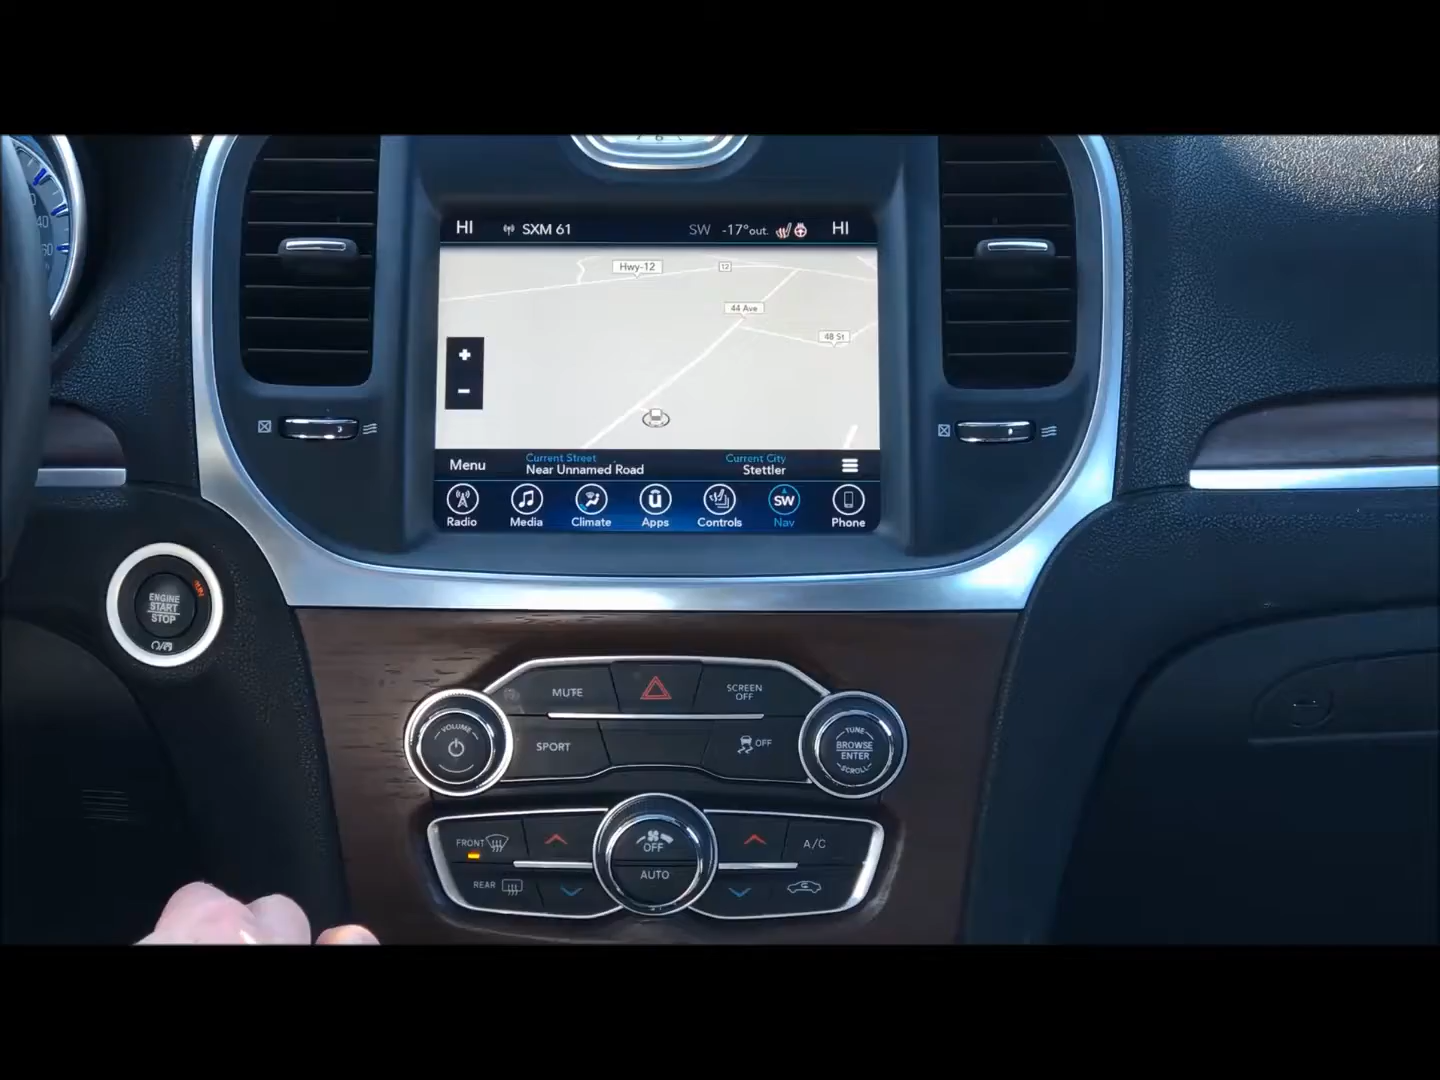 HI
SXM 61
SW -17°out.
HI
Hwy-12
12
44 Ave
48 St
+
-
Menu
Current Street
Near Unnamed Road
Current City
Stettler
Radio
Media
Climate
Apps
Controls
SW
Nav
Phone
ENGINE
START
STOP
RUN
MUTE
SCREEN
OFF
VOLUME
SPORT
OFF
TUNE
BROWSE
ENTER
SCROLL
FRONT
OFF
A/C
REAR
AUTO